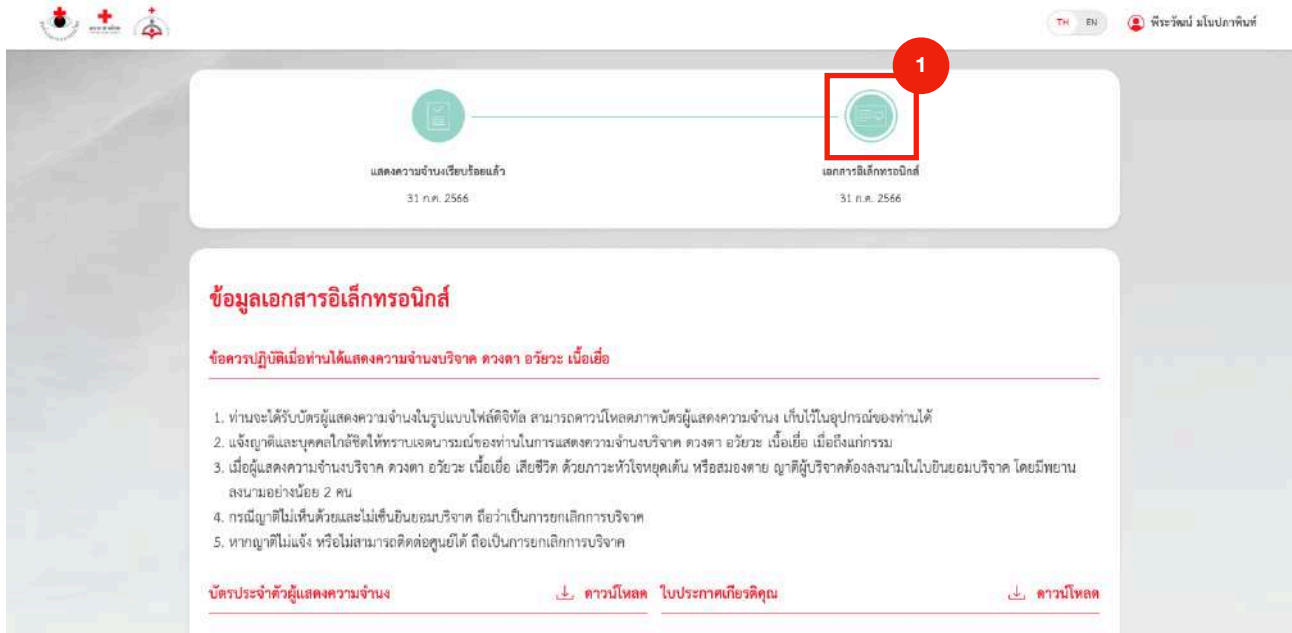 TH EN พีระวัฒน์ มโนปภาพินท์
1
แสดงความจำนงเรียบร้อยแล้ว เอกสารอิเล็กทรอนิกส์
31 ก.ค. 2566 31 ก.ค. 2566
ข้อมูลเอกสารอิเล็กทรอนิกส์
ข้อควรปฏิบัติเมื่อท่านได้แสดงความจำนงบริจาค ดวงตา อวัยวะ เนื้อเยื่อ
1. ท่านจะได้รับบัตรผู้แสดงความจำนงในรูปแบบไฟล์ดิจิทัล สามารถดาวน์โหลดภาพบัตรผู้แสดงความจำนง เก็บไว้ในอุปกรณ์ของท่านได้
2. แจ้งญาติและบุคคลใกล้ชิดให้ทราบเจตนารมณ์ของท่านในการแสดงความจำนงบริจาค ดวงตา อวัยวะ เนื้อเยื่อ เมื่อถึงแก่กรรม
3. เมื่อผู้แสดงความจำนงบริจาค ดวงตา อวัยวะ เนื้อเยื่อ เสียชีวิต ด้วยภาวะหัวใจหยุดเต้น หรือสมองตาย ญาติผู้บริจาคต้องลงนามในใบยินยอมบริจาค โดยมีพยาน
ลงนามอย่างน้อย 2 คน
4. กรณีญาติไม่เห็นด้วยและไม่เซ็นยินยอมบริจาค ถือว่าเป็นการยกเลิกการบริจาค
5. หากญาติไม่แจ้ง หรือไม่สามารถติดต่อศูนย์ได้ ถือเป็นการยกเลิกการบริจาค
บัตรประจำตัวผู้แสดงความจำนง ดาวน์โหลด ใบประกาศเกียรติคุณ ดาวน์โหลด